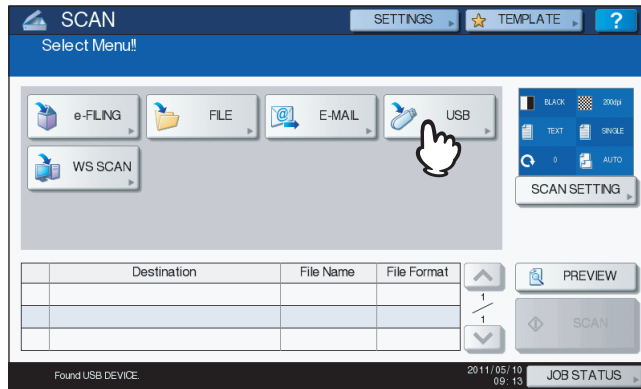 SCAN
SETTINGS
TEMPLATE
?
Select Menu!!
e-FILING
FILE
E-MAIL
USB
WS SCAN
BLACK
200dpi
TEXT
SINGLE
0
AUTO
SCAN SETTING
Destination
File Name
File Format
1
1
PREVIEW
SCAN
Found USB DEVICE.
2011/05/10
09:13
JOB STATUS